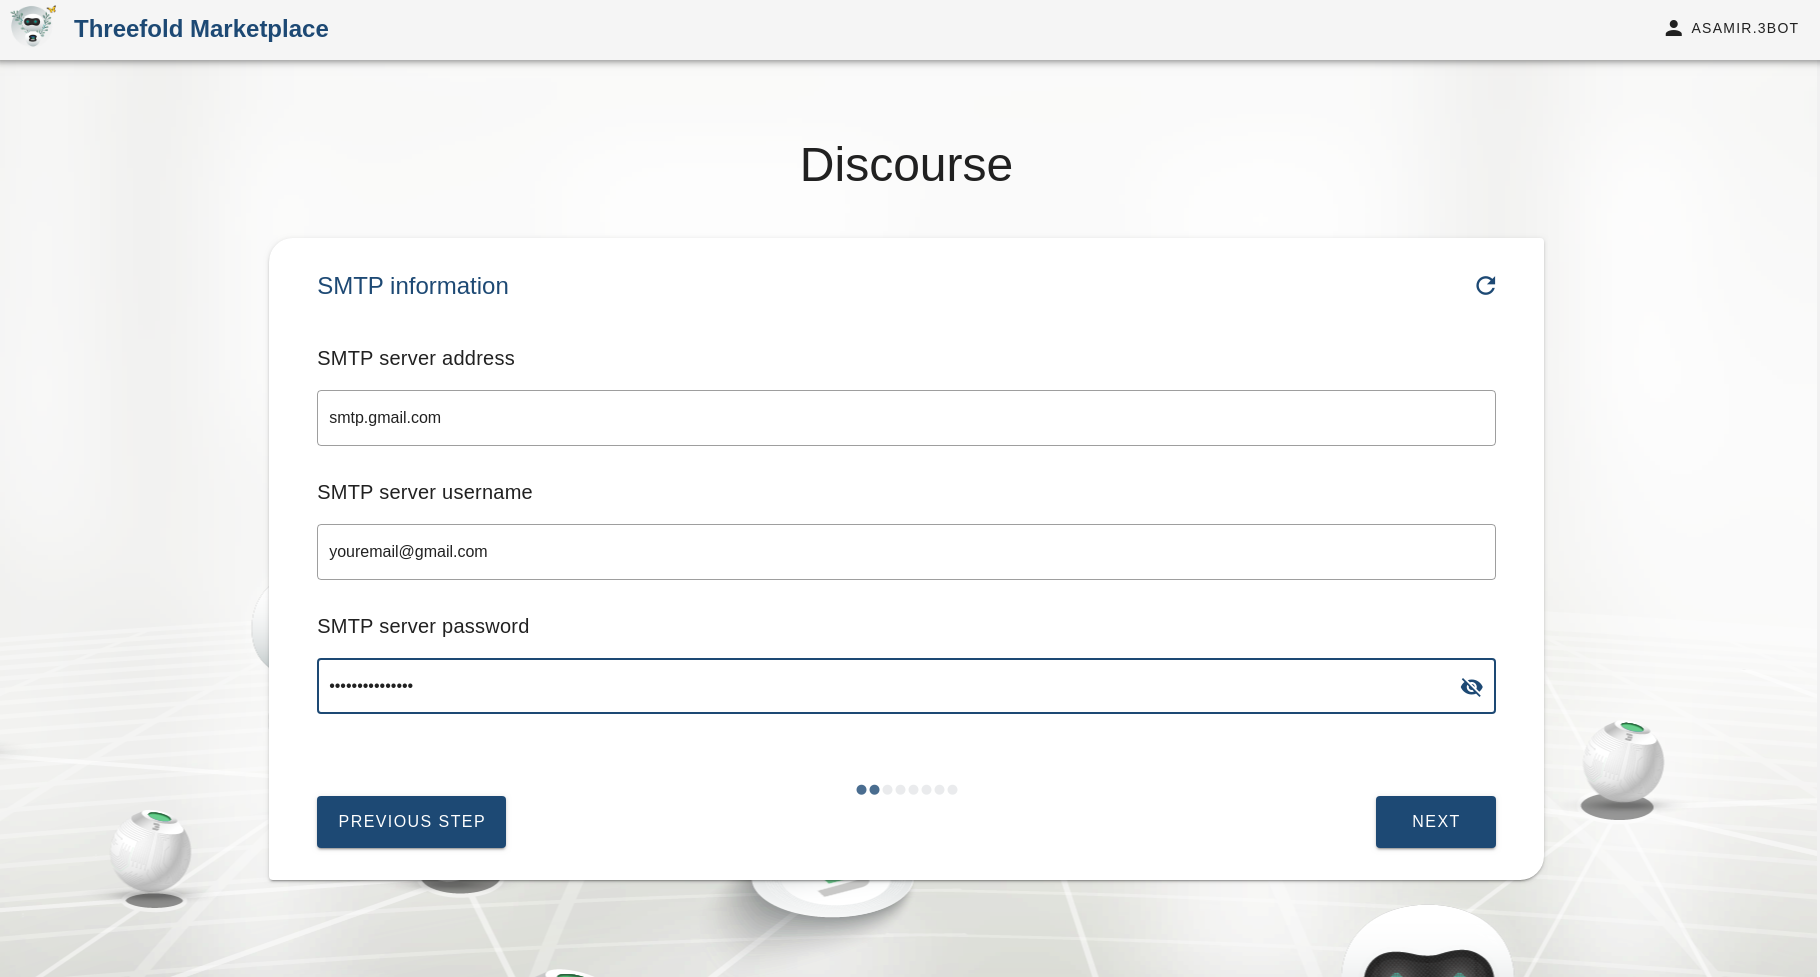 Threefold Marketplace
ASAMIR.3BOT
Discourse
SMTP information
SMTP server address
smtp.gmail.com
SMTP server username
youremail@gmail.com
SMTP server password
•••••••••••••••
PREVIOUS STEP
NEXT